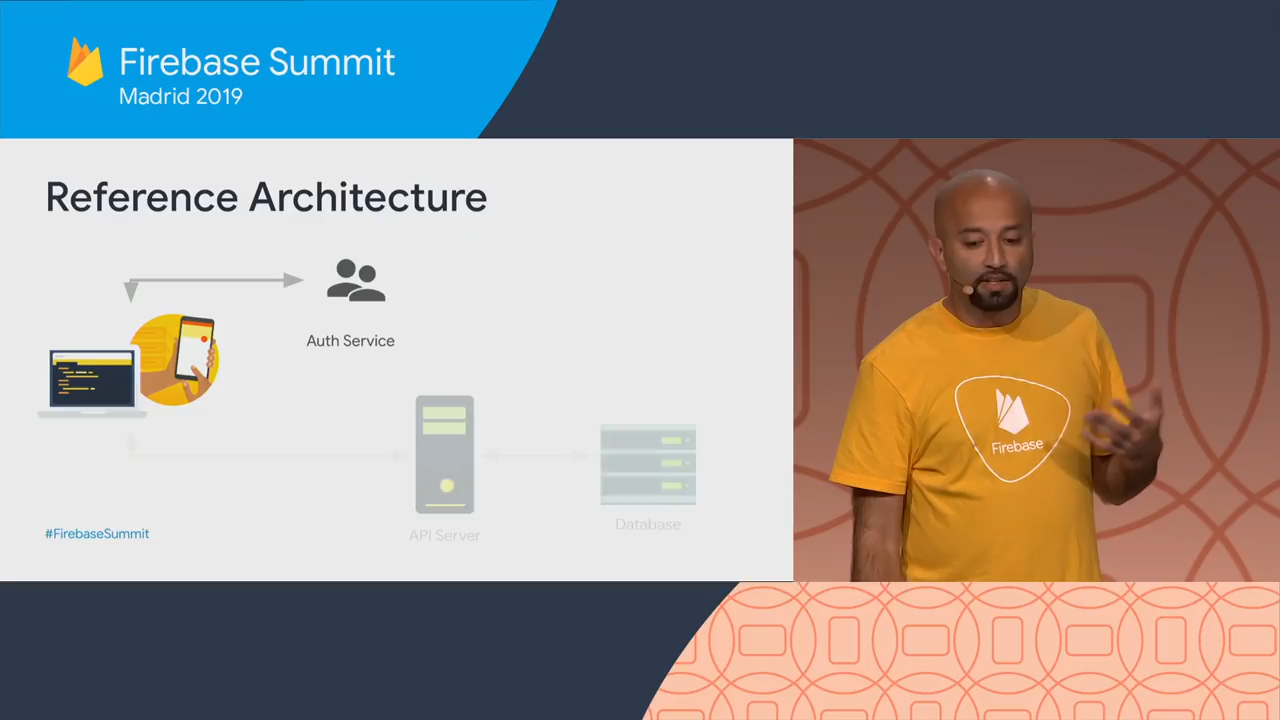 Firebase Summit
Madrid 2019
Reference Architecture
Auth Service
API Server
Database
#FirebaseSummit
Firebase